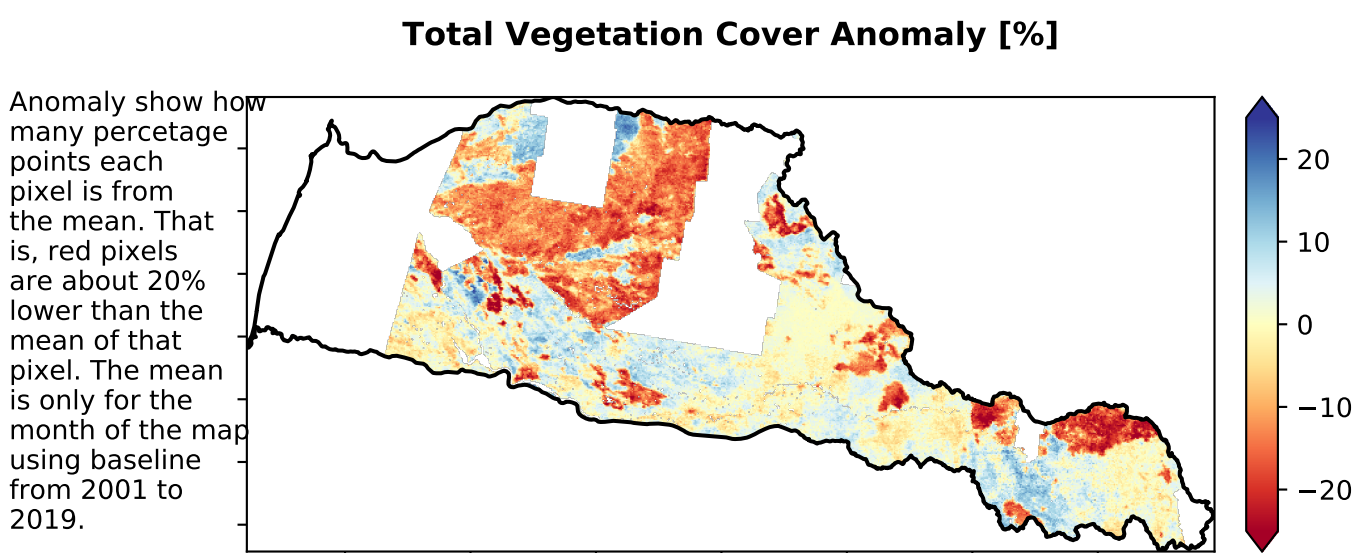 Total Vegetation Cover Anomaly [%]
Anomaly show how
many percetage
points each
pixel is from
the mean. That
is, red pixels
are about 20%
lower than the
mean of that
pixel. The mean
is only for the
month of the map
using baseline
from 2001 to
2019.
20
10
0
−10
−20